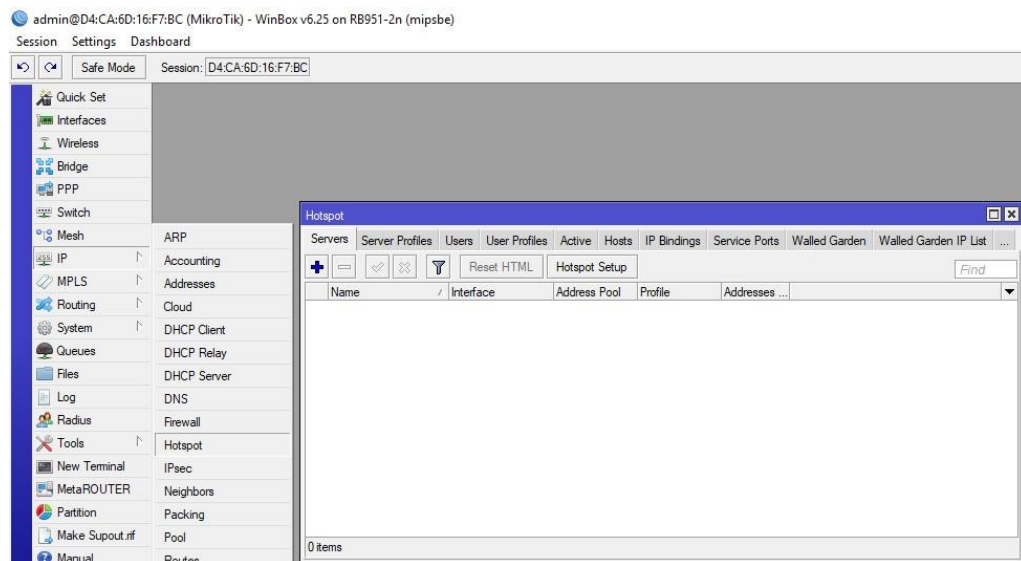 admin@D4:CA:6D:16:F7:BC (MikroTik) - WinBox v6.25 on RB951-2n (mipsbe)
Session Settings Dashboard
Safe Mode Session: D4:CA:6D:16:F7:BC
Quick Set
Interfaces
Wireless
Bridge
PPP
Switch
Mesh
IP
MPLS
Routing
System
Queues
Files
Log
Radius
Tools
New Terminal
MetaROUTER
Partition
Make Supout.rif
Manual
ARP
Accounting
Addresses
Cloud
DHCP Client
DHCP Relay
DHCP Server
DNS
Firewall
Hotspot
IPsec
Neighbors
Packing
Pool
Routes
Hotspot
Servers Server Profiles Users User Profiles Active Hosts IP Bindings Service Ports Walled Garden Walled Garden IP List ...
Reset HTML Hotspot Setup Find
Name Interface Address Pool Profile Addresses ...
0 items